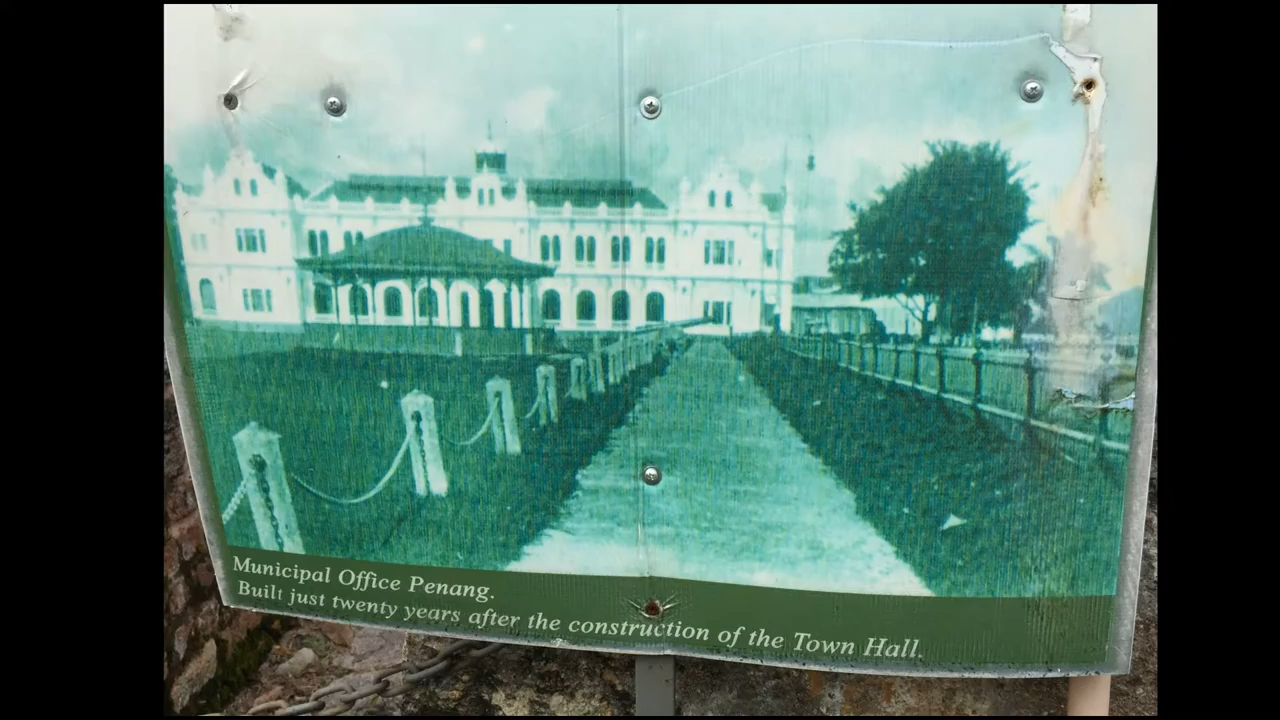 Municipal Office Penang.
Built just twenty years after the construction of the Town Hall.